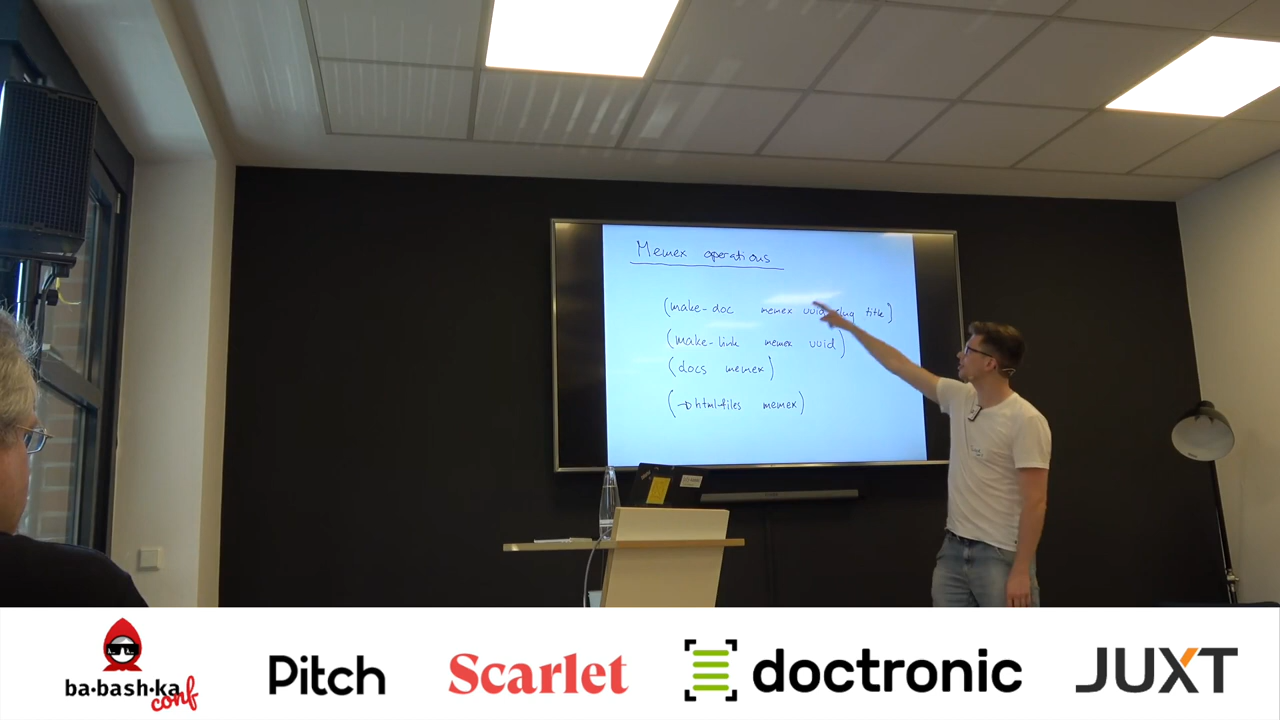 Memex operations
(make-doc memex uuid slug title)
(make-link memex uuid)
(docs memex)
(→html-files memex)
ba·bash·ka
conf
Pitch
Scarlet
doctronic
JUXT